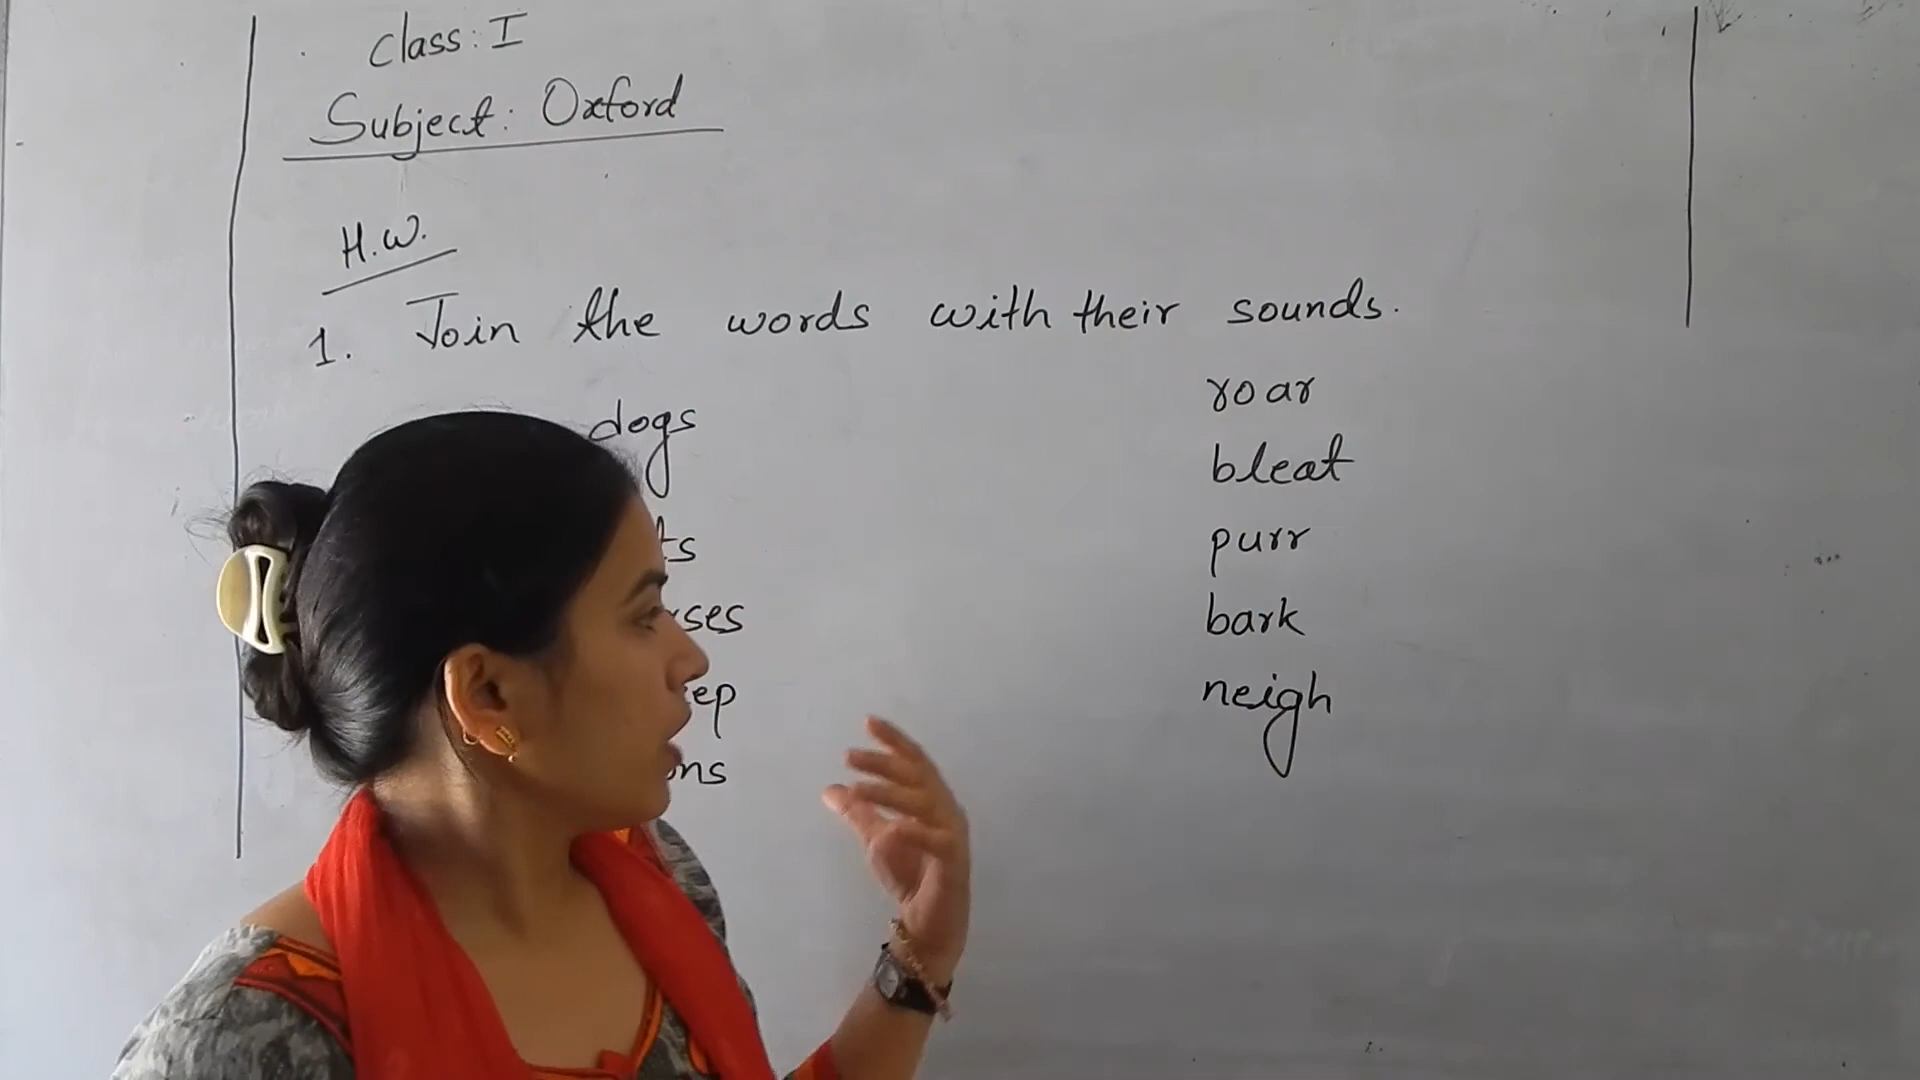 Class: I
Subject: Oxford
H.W.
1. Join the words with their sounds.
dogs roar
bleat
purr
bark
neigh